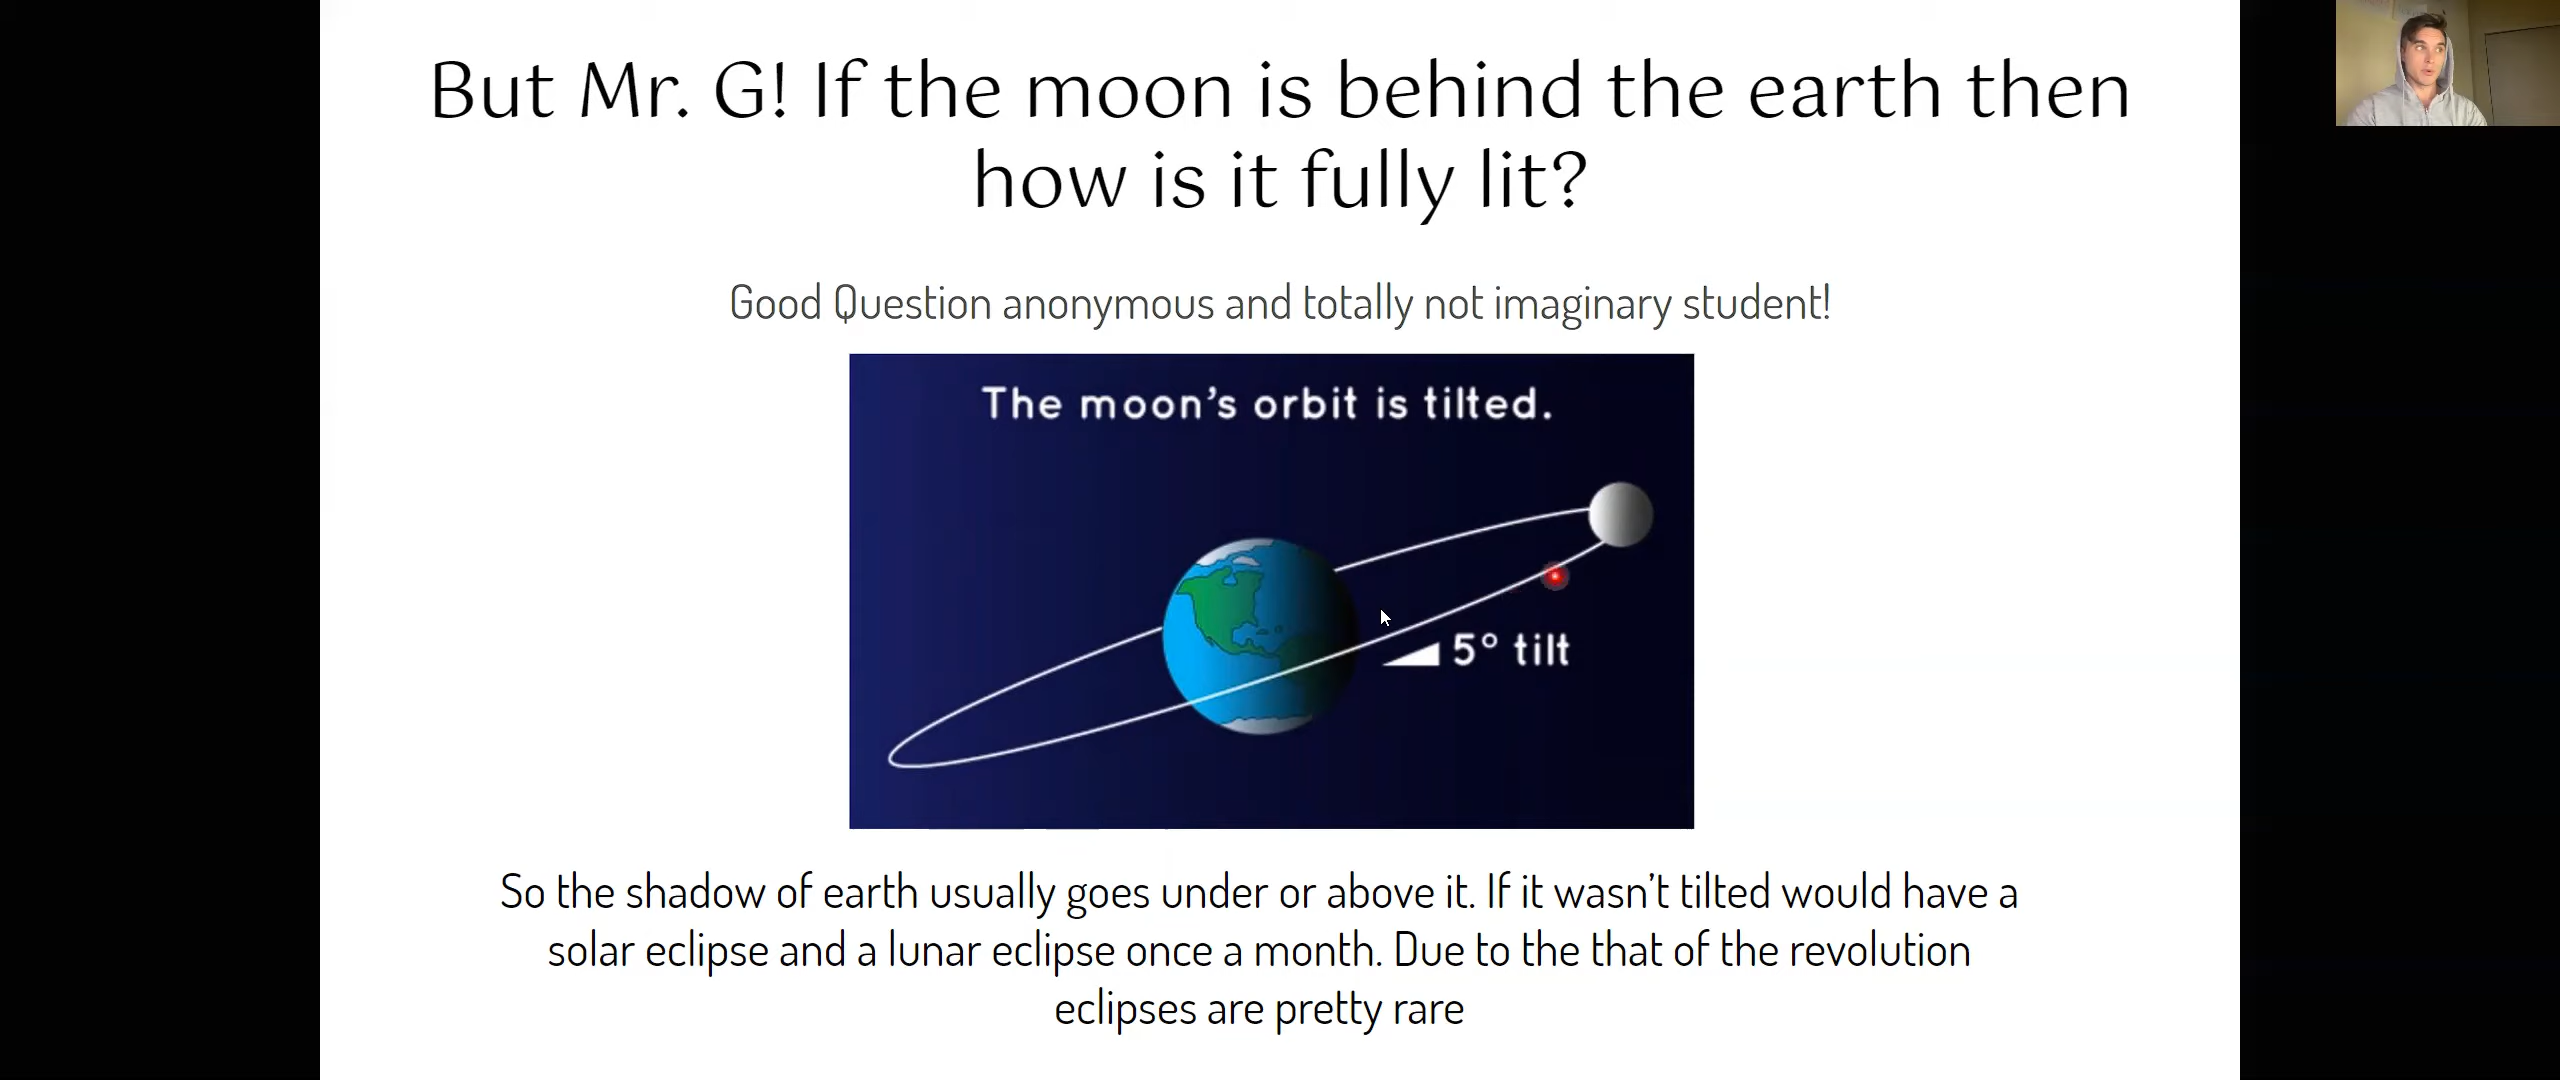 But Mr. G! If the moon is behind the earth then
how is it fully lit?
Good Question anonymous and totally not imaginary student!
The moon's orbit is tilted.
5° tilt
So the shadow of earth usually goes under or above it. If it wasn't tilted would have a
solar eclipse and a lunar eclipse once a month. Due to the that of the revolution
eclipses are pretty rare